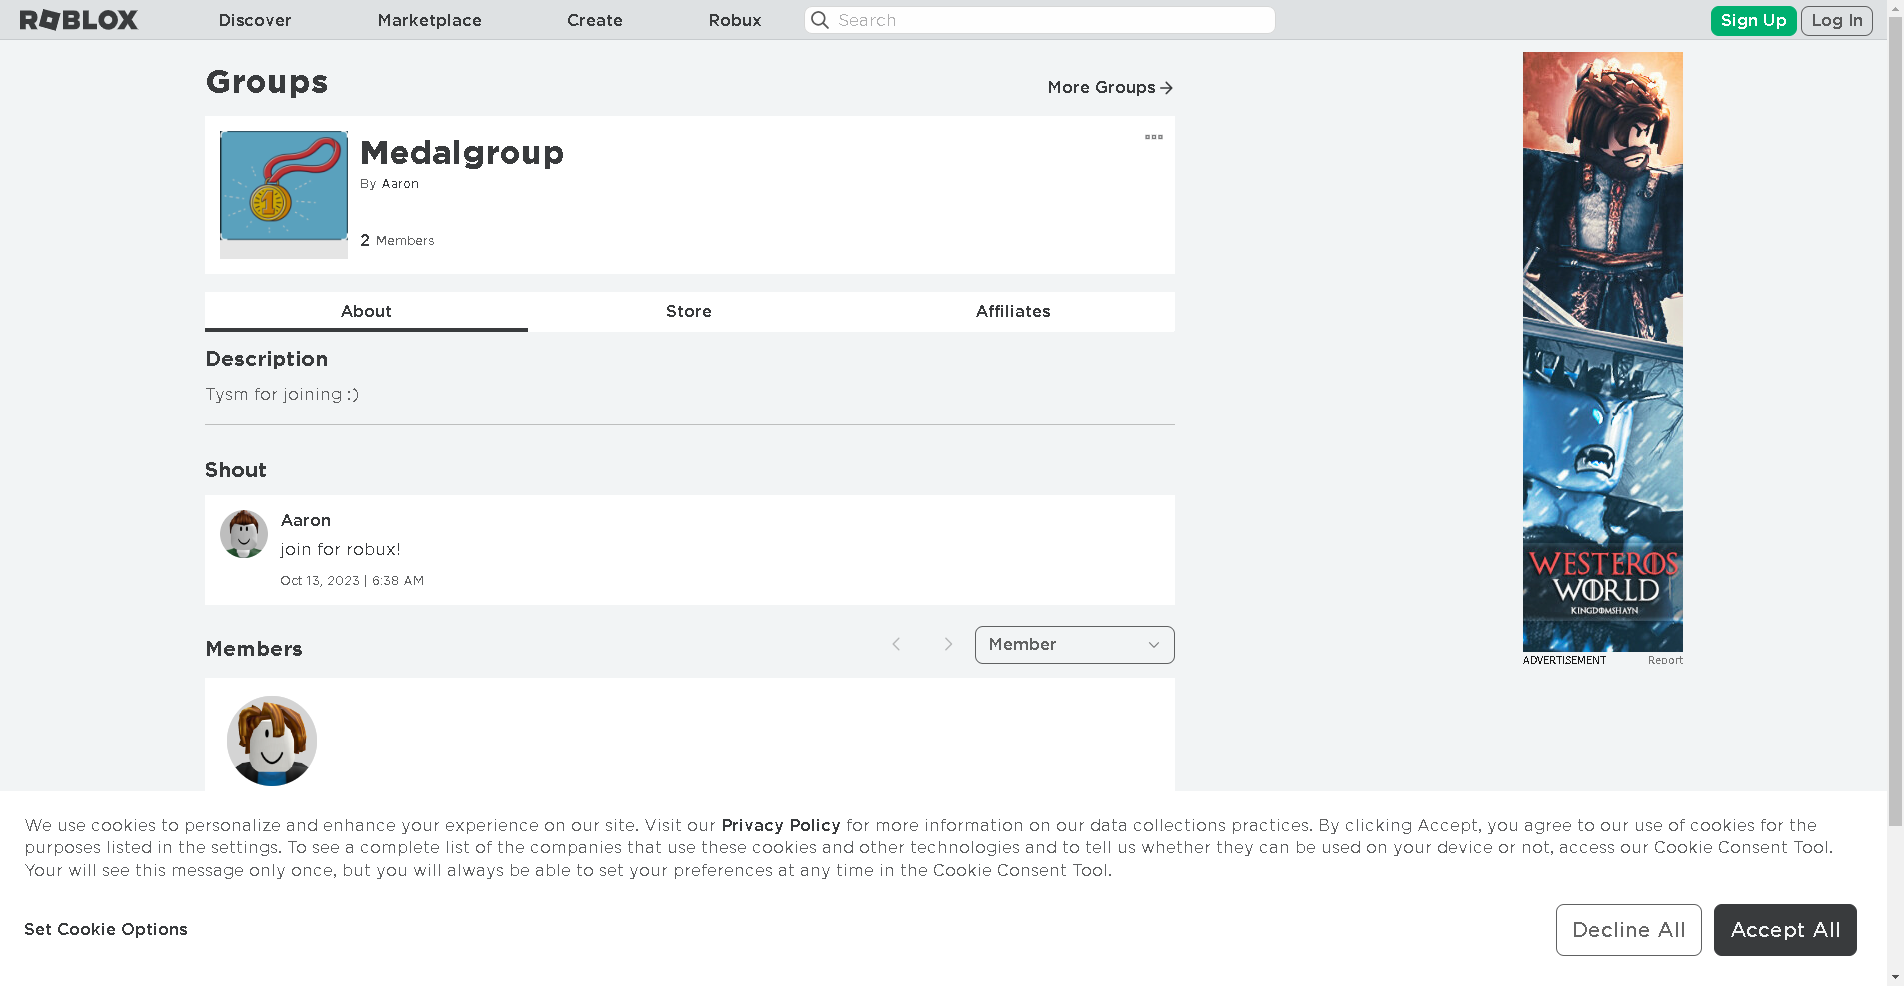 ROBLOX Discover Marketplace Create Robux Search Sign Up Log In
Groups
More Groups
Medalgroup
By Aaron
1
2 Members
About Store Affiliates
Description
Tysm for joining :)
Shout
Aaron
join for robux!
Oct 13, 2023 | 6:38 AM
Members
Member
WESTEROS
WORLD
KINGDOMSHAYN
ADVERTISEMENT Report
We use cookies to personalize and enhance your experience on our site. Visit our Privacy Policy for more information on our data collections practices. By clicking Accept, you agree to our use of cookies for the
purposes listed in the settings. To see a complete list of the companies that use these cookies and other technologies and to tell us whether they can be used on your device or not, access our Cookie Consent Tool.
Your will see this message only once, but you will always be able to set your preferences at any time in the Cookie Consent Tool.
Set Cookie Options
Decline All Accept All